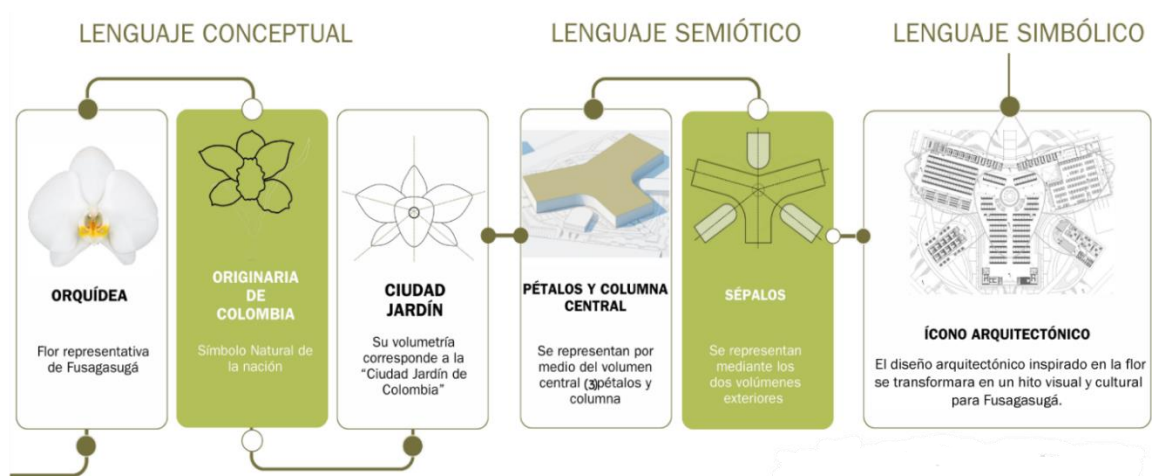 LENGUAJE CONCEPTUAL
ORQUÍDEA
Flor representativa
de Fusagasugá
ORIGINARIA
DE
COLOMBIA
Símbolo Natural de
la nación
CIUDAD
JARDÍN
Su volumetría
corresponde a la
“Ciudad Jardín de
Colombia”
LENGUAJE SEMIÓTICO
PÉTALOS Y COLUMNA
CENTRAL
Se representan por
medio del volumen
central (3)pétalos y
columna
SÉPALOS
Se representan
mediante los
dos volúmenes
exteriores
LENGUAJE SIMBÓLICO
ÍCONO ARQUITECTÓNICO
El diseño arquitectónico inspirado en la flor
se transformara en un hito visual y cultural
para Fusagasugá.